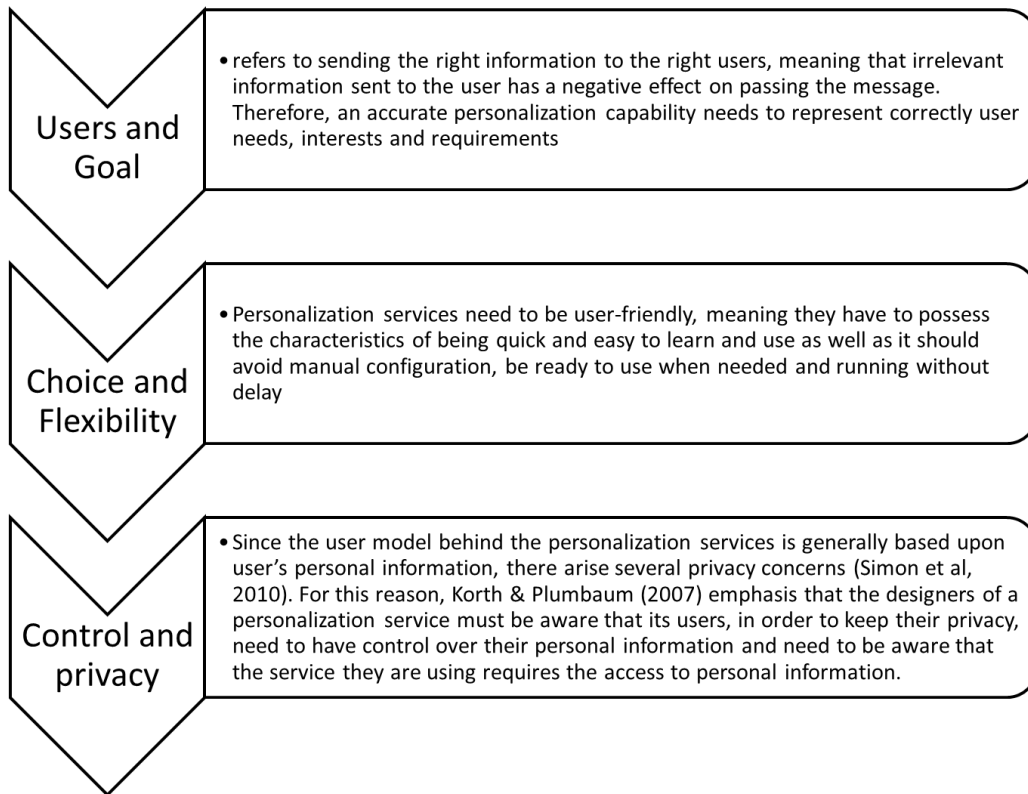 Users and
Goal
• refers to sending the right information to the right users, meaning that irrelevant
information sent to the user has a negative effect on passing the message.
Therefore, an accurate personalization capability needs to represent correctly user
needs, interests and requirements
Choice and
Flexibility
• Personalization services need to be user-friendly, meaning they have to possess
the characteristics of being quick and easy to learn and use as well as it should
avoid manual configuration, be ready to use when needed and running without
delay
Control and
privacy
• Since the user model behind the personalization services is generally based upon
user’s personal information, there arise several privacy concerns (Simon et al,
2010). For this reason, Korth & Plumbaum (2007) emphasis that the designers of a
personalization service must be aware that its users, in order to keep their privacy,
need to have control over their personal information and need to be aware that
the service they are using requires the access to personal information.